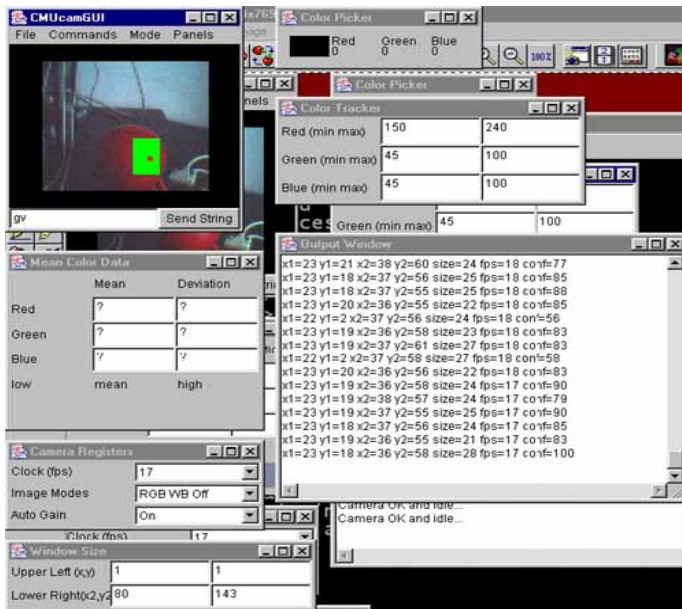 CMUcamGUI
File Commands Mode Panels
gv
Send String
Color Picker
Red Green Blue
0 0 0
Color Picker
Color Tracker
Red (min max) 150 240
Green (min max) 45 100
Blue (min max) 45 100
Green (min max) 45 100
Mean Color Data
Mean Deviation
Red ? ?
Green ? ?
Blue ? ?
low mean high
Output Window
x1=23 y1=21 x2=38 y2=60 size=24 fps=18 conf=77
x1=23 y1=18 x2=37 y2=56 size=25 fps=18 conf=85
x1=23 y1=18 x2=37 y2=55 size=25 fps=18 conf=88
x1=23 y1=20 x2=36 y2=55 size=22 fps=18 conf=85
x1=22 y1=2 x2=37 y2=56 size=24 fps=18 conf=56
x1=23 y1=19 x2=36 y2=58 size=23 fps=18 conf=83
x1=23 y1=19 x2=37 y2=61 size=27 fps=18 conf=83
x1=22 y1=2 x2=37 y2=58 size=27 fps=18 conf=58
x1=23 y1=20 x2=36 y2=56 size=22 fps=18 conf=83
x1=23 y1=19 x2=36 y2=58 size=24 fps=17 conf=90
x1=23 y1=19 x2=38 y2=57 size=24 fps=17 conf=79
x1=23 y1=19 x2=37 y2=55 size=25 fps=17 conf=90
x1=23 y1=18 x2=37 y2=56 size=24 fps=17 conf=85
x1=23 y1=19 x2=36 y2=55 size=21 fps=17 conf=83
x1=23 y1=18 x2=36 y2=58 size=28 fps=17 conf=100
Camera OK and idle...
Camera OK and idle...
Camera Registers
Clock (fps) 17
Image Modes RGB WB Off
Auto Gain On
Clock (fps) 17
Window Size
Upper Left (x,y) 1 1
Lower Right(x2,y2 80 143
100%